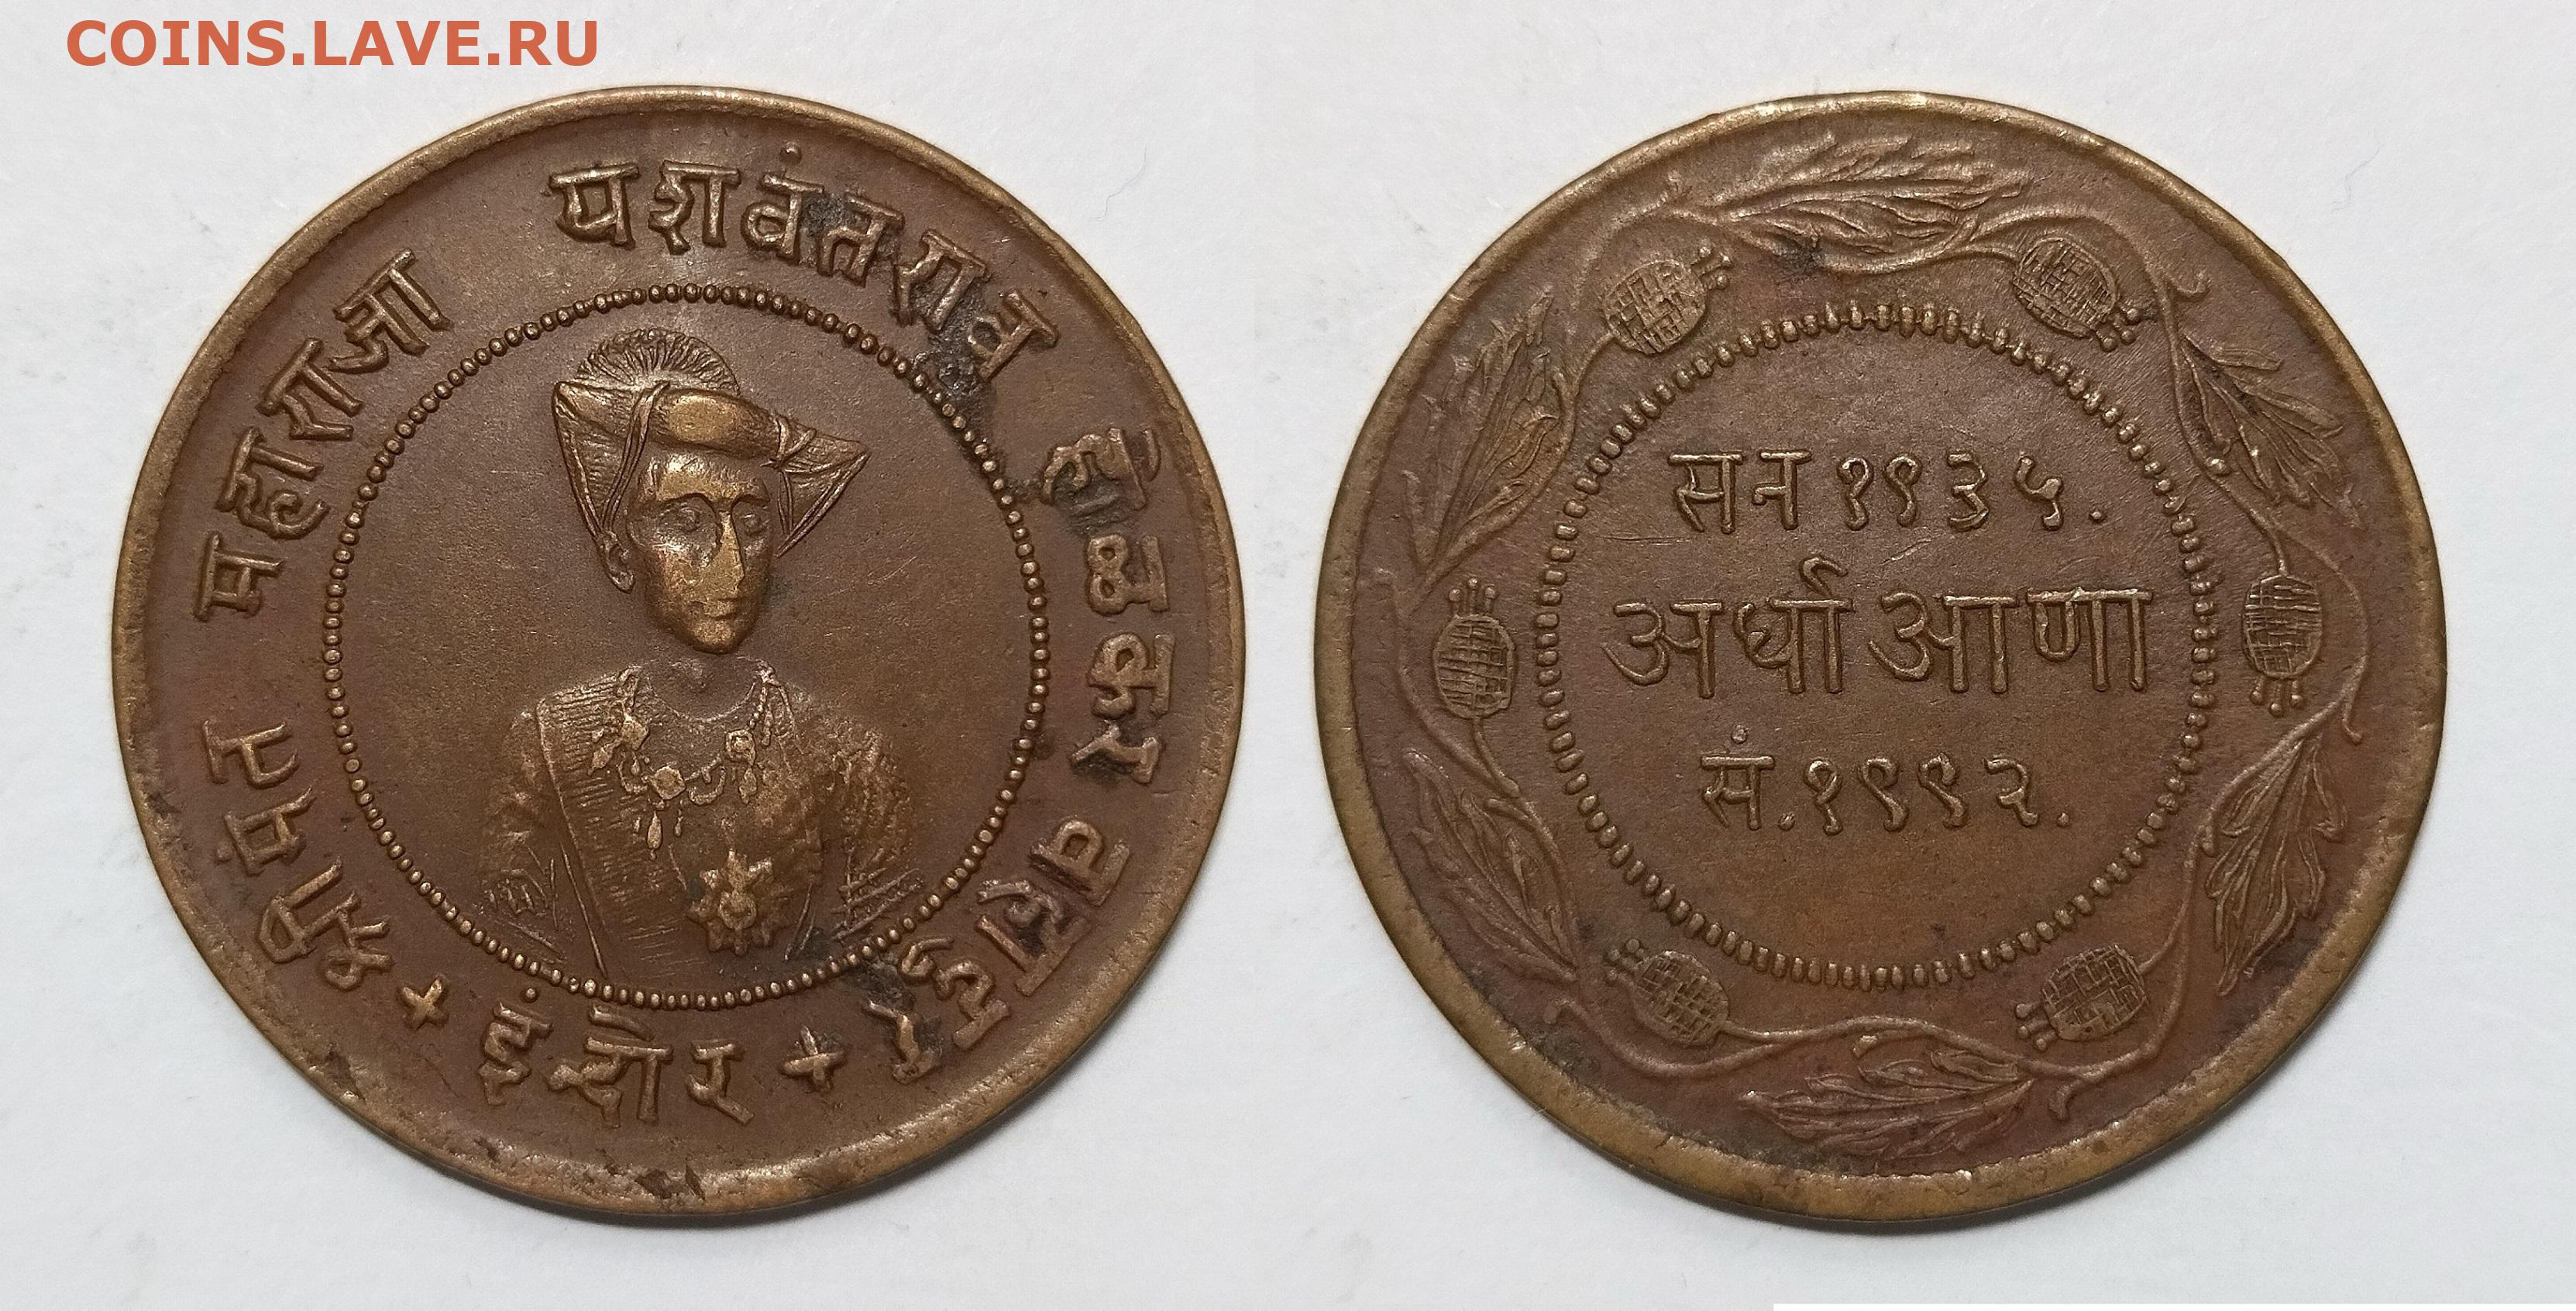 COINS.LAVE.RU
श्रीमंत महाराजा यशवंतराव होळकर बहादुर
+ इंन्दोर +
सन १९३५.
अर्धा आणा
सं.१९९२.